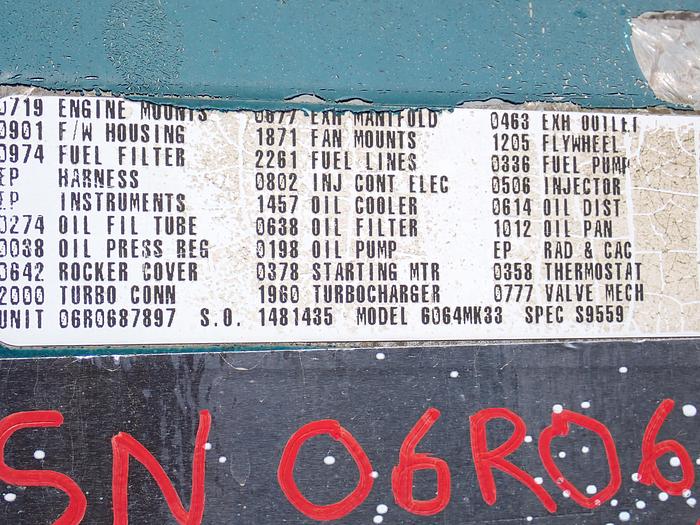 0719 ENGINE MOUNTS 0677 EXH MANIFOLD 0463 EXH OUTLET
0901 F/W HOUSING 1871 FAN MOUNTS 1205 FLYWHEEL
0974 FUEL FILTER 2261 FUEL LINES 0336 FUEL PUMP
EP HARNESS 0802 INJ CONT ELEC 0506 INJECTOR
EP INSTRUMENTS 1457 OIL COOLER 0614 OIL DIST
0274 OIL FIL TUBE 0638 OIL FILTER 1012 OIL PAN
0038 OIL PRESS REG 0198 OIL PUMP EP RAD & CAC
0642 ROCKER COVER 0378 STARTING MTR 0358 THERMOSTAT
2000 TURBO CONN 1960 TURBOCHARGER 0777 VALVE MECH
UNIT 06R0687897 S.O. 1481435 MODEL 6064MK33 SPEC S9559
SN 06R06